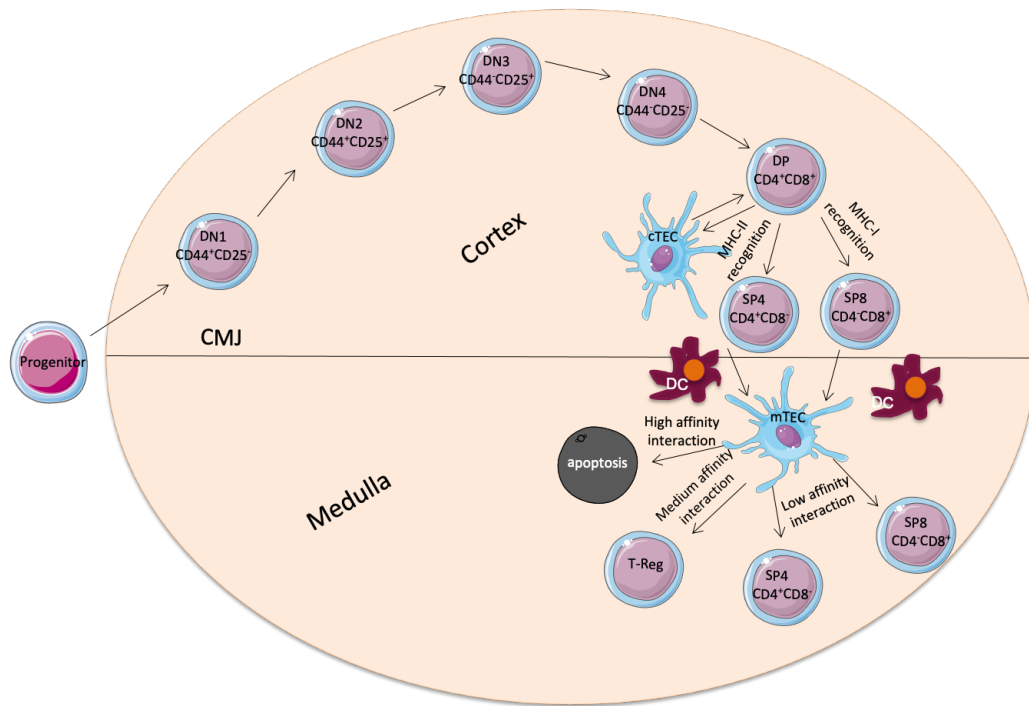 DN3
CD44⁻CD25⁺
DN4
CD44⁻CD25⁻
DN2
CD44⁺CD25⁺
DP
CD4⁺CD8⁺
DN1
CD44⁺CD25⁻
Cortex
cTEC
MHC-II
recognition
MHC-I
recognition
SP4
CD4⁺CD8⁻
SP8
CD4⁻CD8⁺
CMJ
Progenitor
DC
DC
mTEC
High affinity
interaction
apoptosis
Medulla
Medium affinity
interaction
Low affinity
interaction
SP8
CD4⁻CD8⁺
T-Reg
SP4
CD4⁺CD8⁻